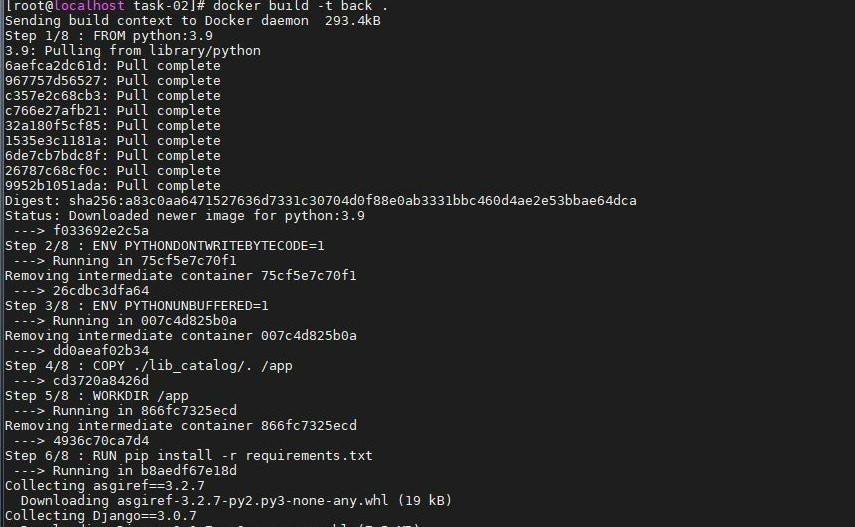 [root@localhost task-02]# docker build -t back .
Sending build context to Docker daemon  293.4kB
Step 1/8 : FROM python:3.9
3.9: Pulling from library/python
6aefca2dc61d: Pull complete
967757d56527: Pull complete
c357e2c68cb3: Pull complete
c766e27afb21: Pull complete
32a180f5cf85: Pull complete
1535e3c1181a: Pull complete
6de7cb7bdc8f: Pull complete
26787c68cf0c: Pull complete
9952b1051ada: Pull complete
Digest: sha256:a83c0aa6471527636d7331c30704d0f88e0ab3331bbc460d4ae2e53bbae64dca
Status: Downloaded newer image for python:3.9
 ---> f033692e2c5a
Step 2/8 : ENV PYTHONDONTWRITEBYTECODE=1
 ---> Running in 75cf5e7c70f1
Removing intermediate container 75cf5e7c70f1
 ---> 26cdbc3dfa64
Step 3/8 : ENV PYTHONUNBUFFERED=1
 ---> Running in 007c4d825b0a
Removing intermediate container 007c4d825b0a
 ---> dd0aeaf02b34
Step 4/8 : COPY ./lib_catalog/. /app
 ---> cd3720a8426d
Step 5/8 : WORKDIR /app
 ---> Running in 866fc7325ecd
Removing intermediate container 866fc7325ecd
 ---> 4936c70ca7d4
Step 6/8 : RUN pip install -r requirements.txt
 ---> Running in b8aedf67e18d
Collecting asgiref==3.2.7
  Downloading asgiref-3.2.7-py2.py3-none-any.whl (19 kB)
Collecting Django==3.0.7